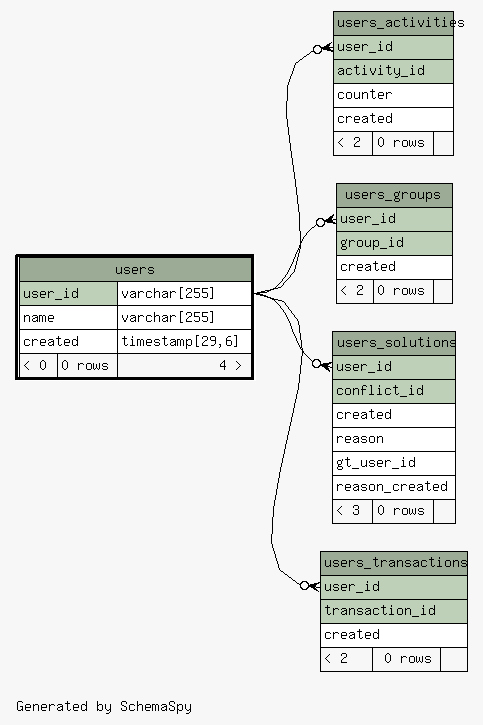 users_activities
user_id
activity_id
counter
created
< 2 0 rows
users_groups
user_id
group_id
created
< 2 0 rows
users
user_id varchar[255]
name varchar[255]
created timestamp[29,6]
< 0 0 rows 4 >
users_solutions
user_id
conflict_id
created
reason
gt_user_id
reason_created
< 3 0 rows
users_transactions
user_id
transaction_id
created
< 2 0 rows
Generated by SchemaSpy